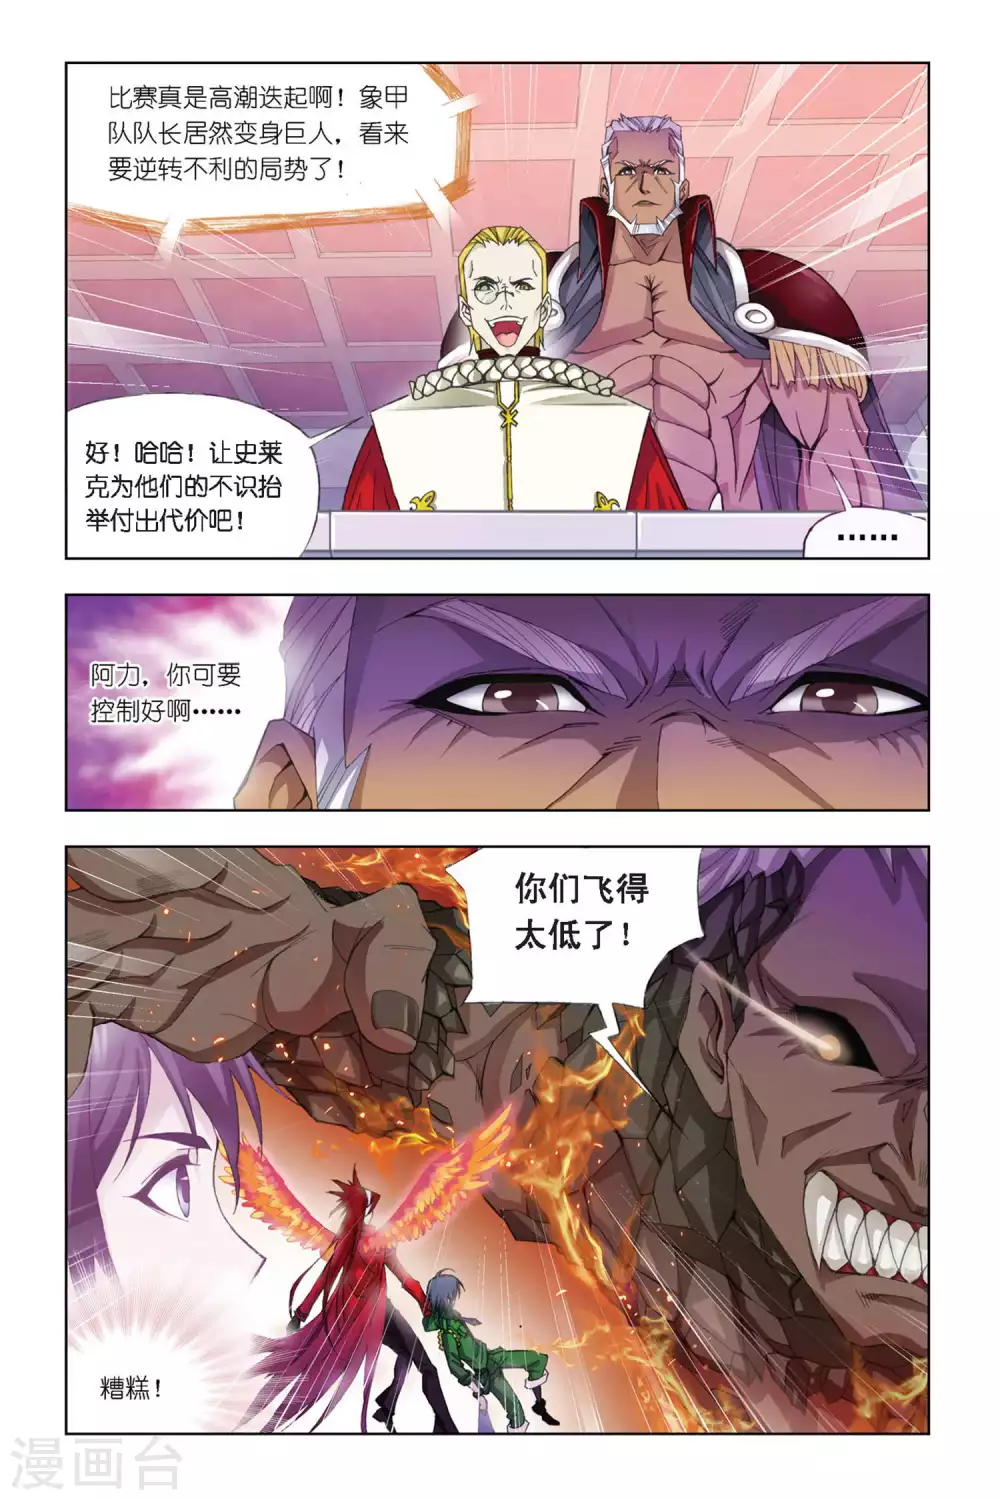 比赛真是高潮迭起啊！象甲
队队长居然变身巨人，看来
要逆转不利的局势了！
好！哈哈！让史莱
克为他们的不识抬
举付出代价吧！
……
阿力，你可要
控制好啊……
你们飞得
太低了！
糟糕！
漫画台